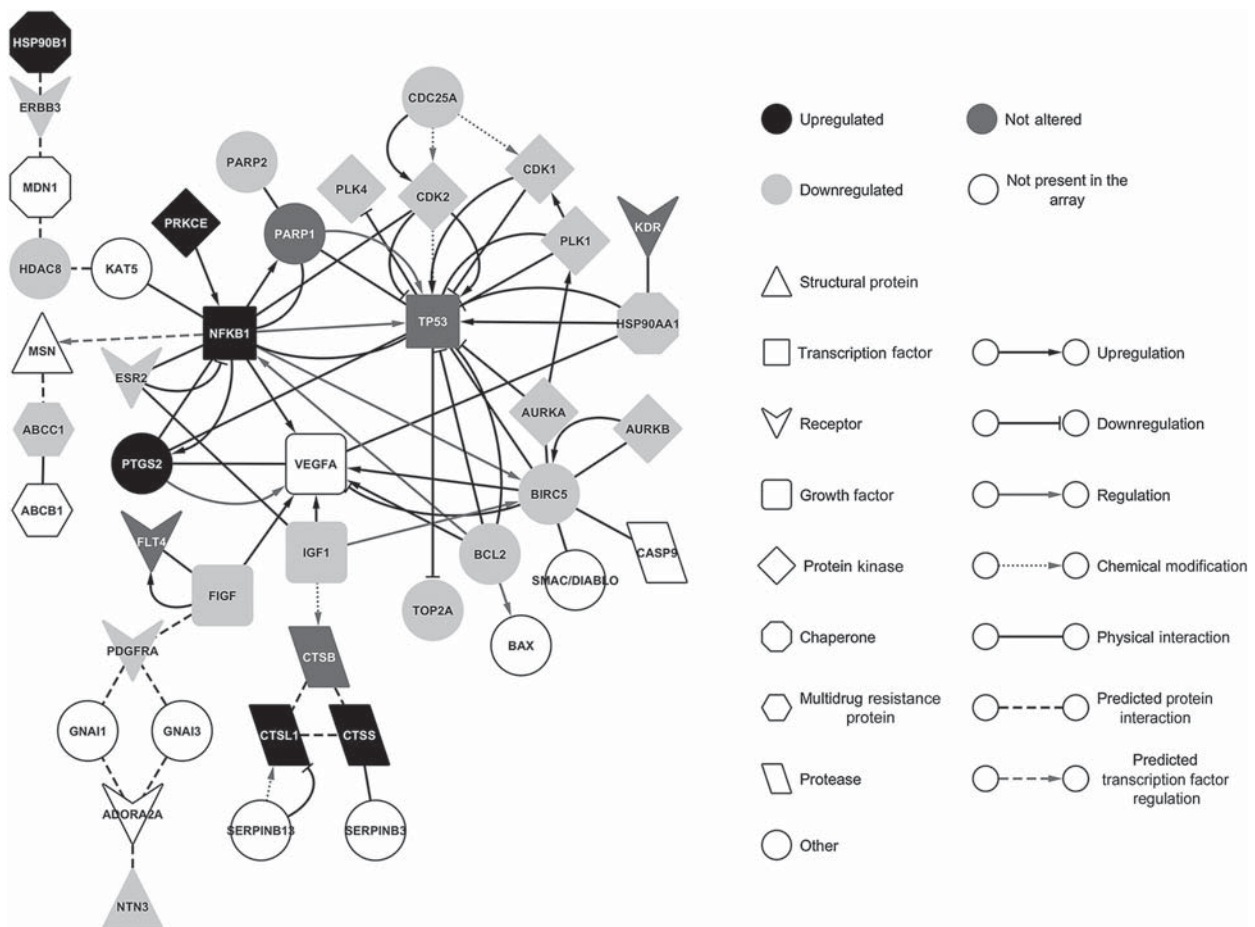 HSP90B1
ERBB3
MDN1
HDAC8
KAT5
MSN
ABCC1
ABCB1
PRKCE
PARP2
PARP1
NFKB1
ESR2
PTGS2
VEGFA
CDC25A
PLK4
CDK2
CDK1
PLK1
KDR
TP53
HSP90AA1
AURKA
AURKB
BIRC5
CASP9
SMAC/DIABLO
BCL2
BAX
TOP2A
IGF1
FLT4
FIGF
PDGFRA
GNAI1
GNAI3
ADORA2A
NTN3
CTSB
CTSL1
CTSS
SERPINB13
SERPINB3
Upregulated
Not altered
Downregulated
Not present in the
array
Structural protein
Transcription factor
Upregulation
Receptor
Downregulation
Growth factor
Regulation
Protein kinase
Chemical modification
Chaperone
Physical interaction
Multidrug resistance
protein
Predicted protein
interaction
Protease
Predicted
transcription factor
regulation
Other